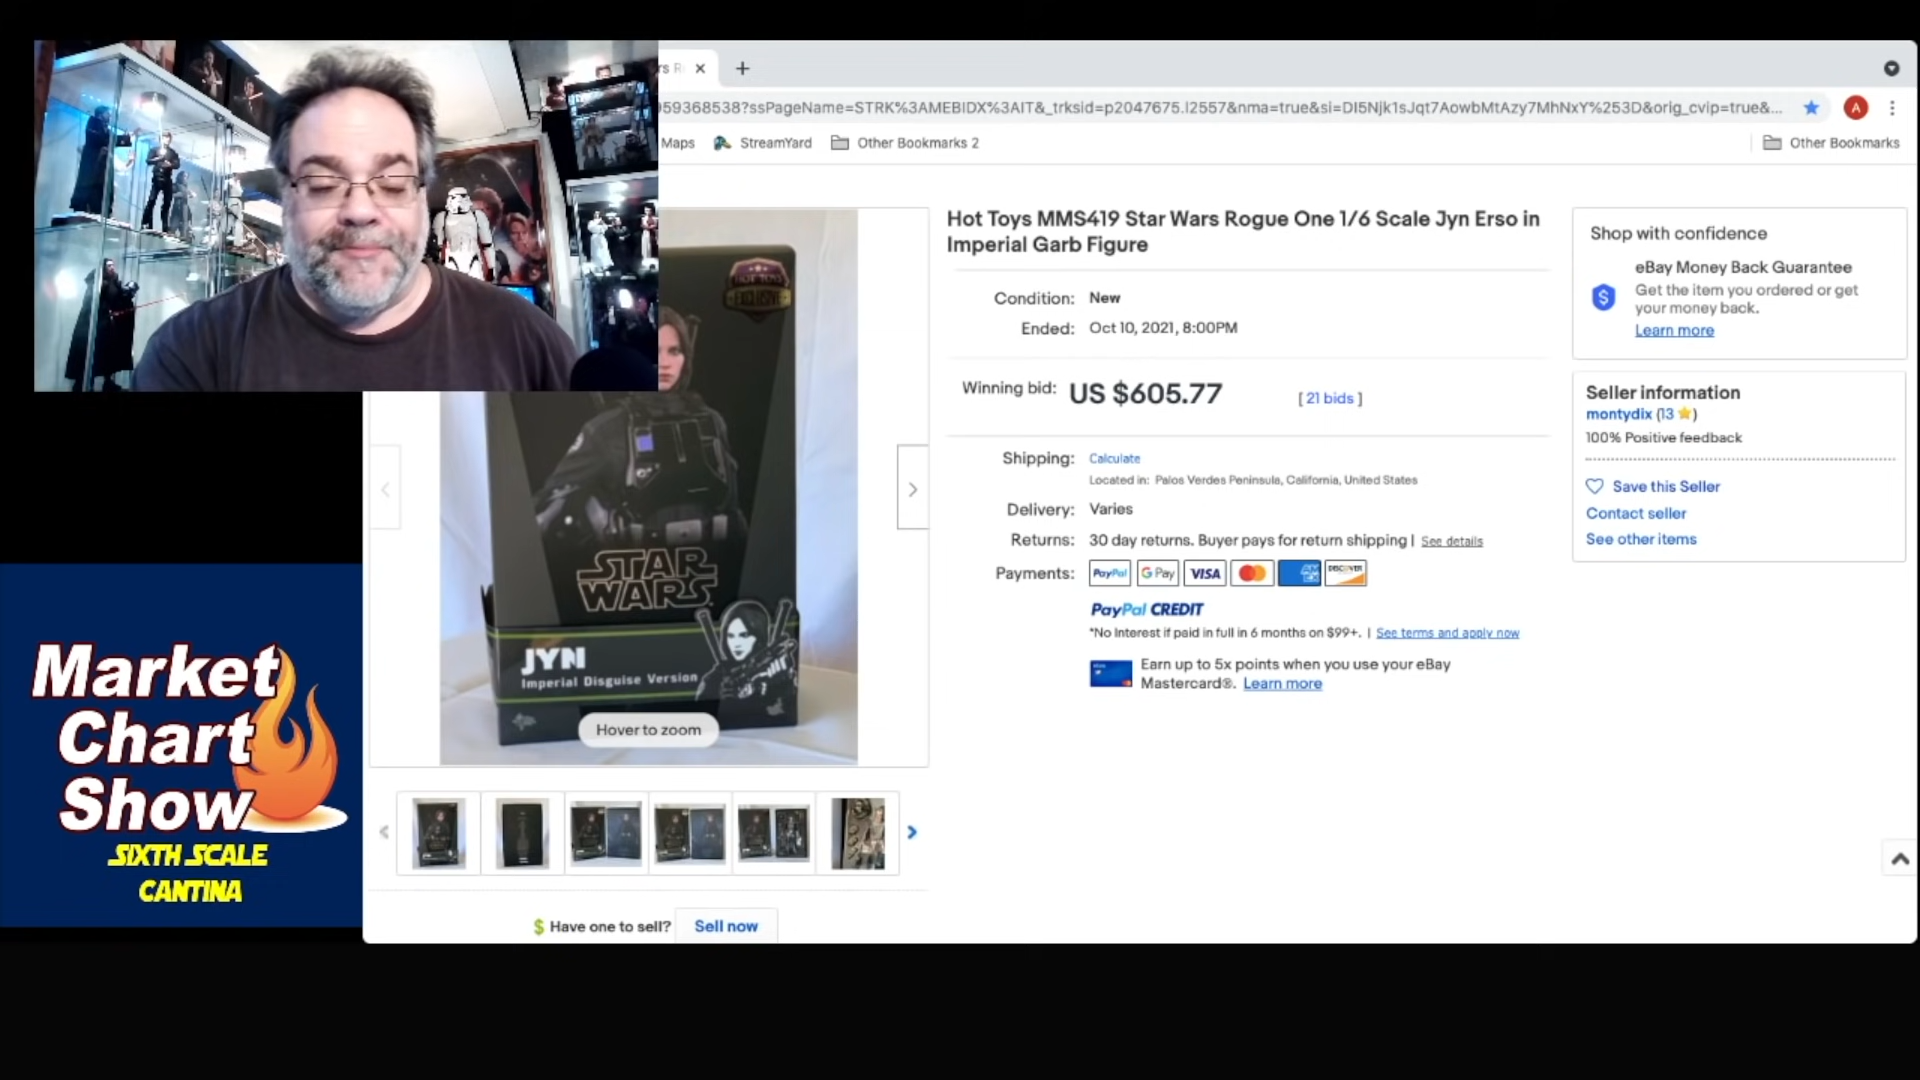 959368538?ssPageName=STRK%3AMEBIDX%3AIT&_trksid=p2047675.l2557&nma=true&si=DI5Njk1sJqt7AowbMtAzy7MhNxY%253D&orig_cvip=true&...
A
Maps
StreamYard
Other Bookmarks 2
Other Bookmarks
Hot Toys MMS419 Star Wars Rogue One 1/6 Scale Jyn Erso in
Imperial Garb Figure
Condition: New
Ended: Oct 10, 2021, 8:00PM
Winning bid: US $605.77 [ 21 bids ]
Shipping: Calculate
Located in: Palos Verdes Peninsula, California, United States
Delivery: Varies
Returns: 30 day returns. Buyer pays for return shipping | See details
Payments: PayPal G Pay VISA DISCOVER
PayPal CREDIT
*No Interest if paid in full in 6 months on $99+. | See terms and apply now
Earn up to 5x points when you use your eBay
Mastercard®. Learn more
Shop with confidence
eBay Money Back Guarantee
Get the item you ordered or get
your money back.
Learn more
Seller information
montydix (13)
100% Positive feedback
Save this Seller
Contact seller
See other items
HOT TOYS
EXCLUSIVE
STAR
WARS
JYN
Imperial Disguise Version
Hover to zoom
$ Have one to sell? Sell now
Market
Chart
Show
SIXTH SCALE
CANTINA